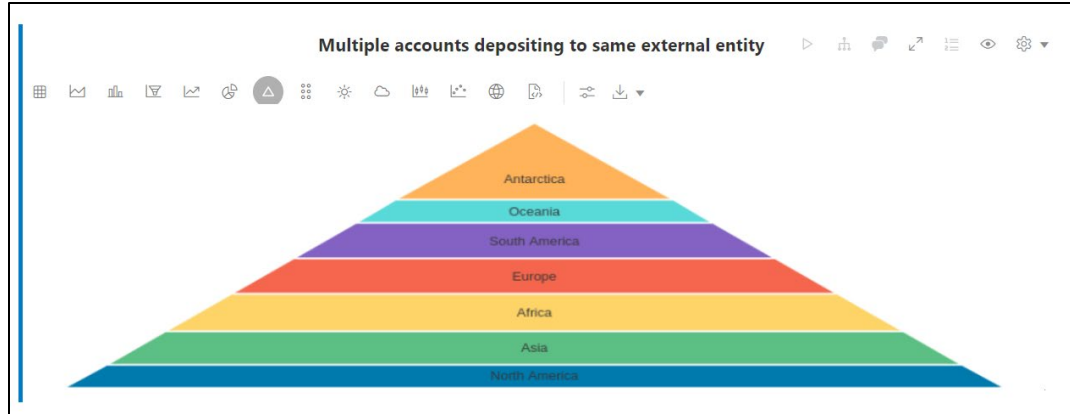 Multiple accounts depositing to same external entity
Antarctica
Oceania
South America
Europe
Africa
Asia
North America